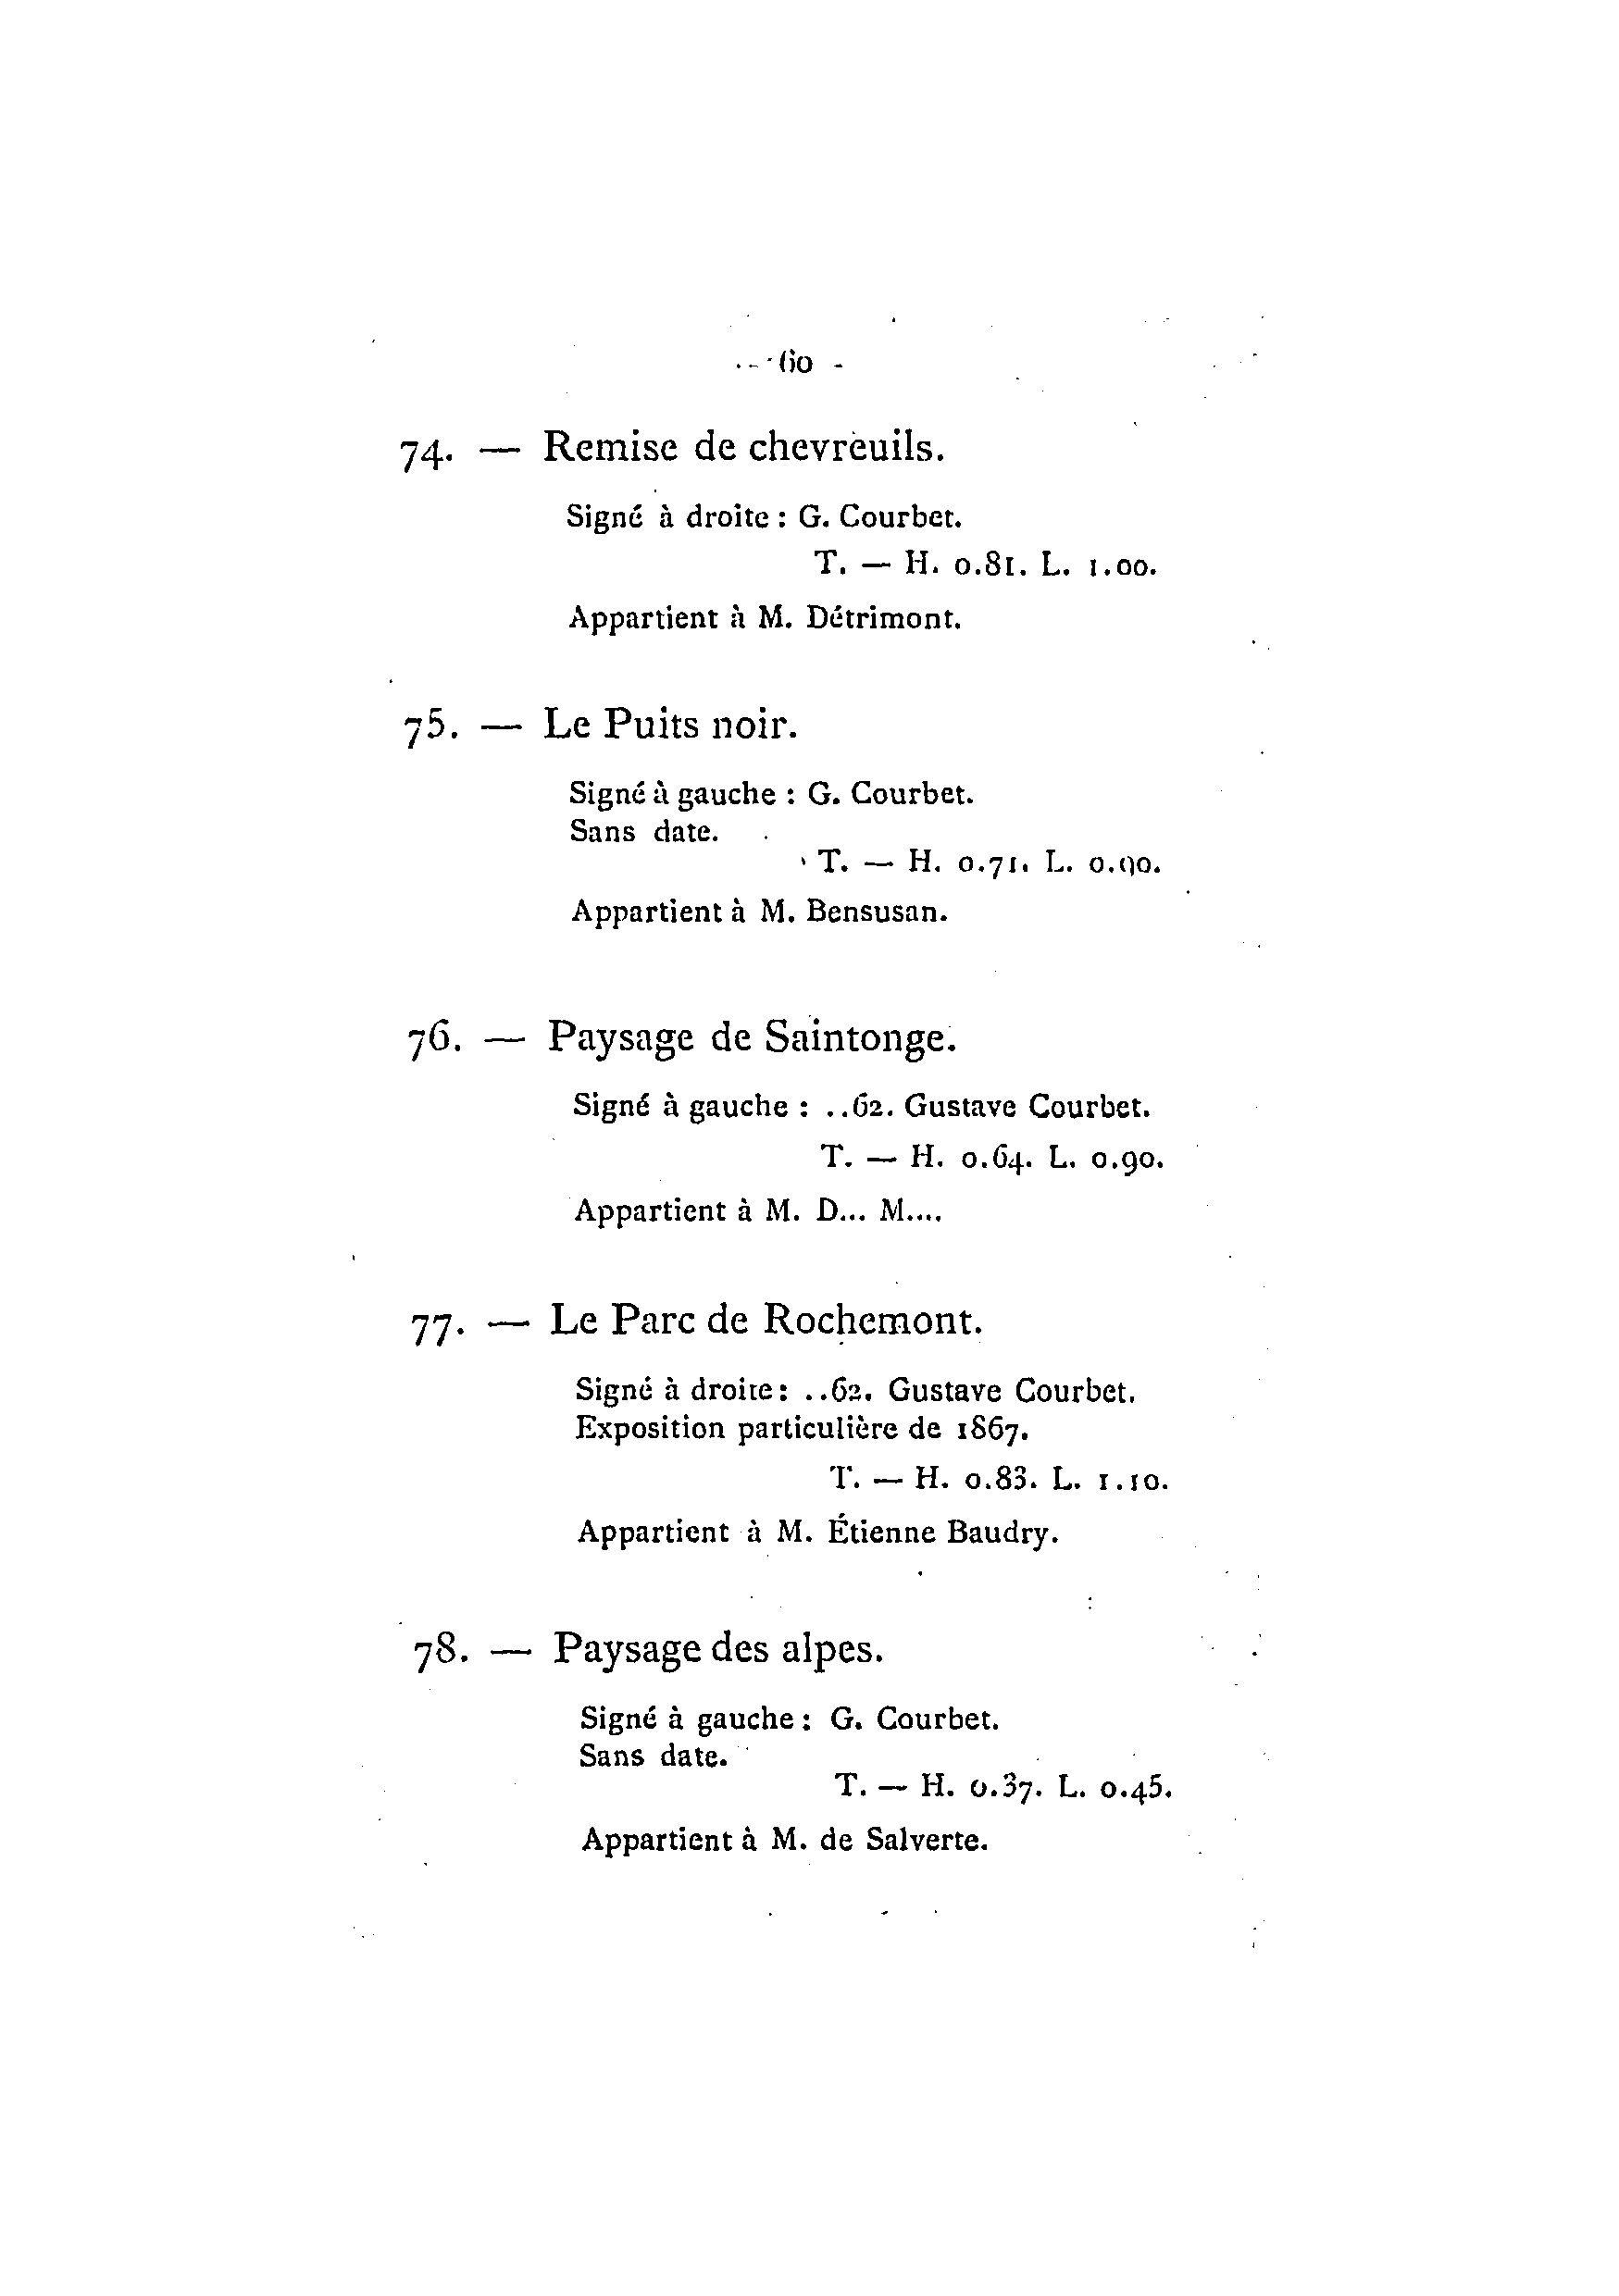 — 60 —
74. — Remise de chevreuils.
Signé à droite : G. Courbet.
T. — H. 0.81. L. 1.00.
Appartient à M. Détrimont.
75. — Le Puits noir.
Signé à gauche : G. Courbet.
Sans date.
T. — H. 0.71. L. 0.90.
Appartient à M. Bensusan.
76. — Paysage de Saintonge.
Signé à gauche : ..62. Gustave Courbet.
T. — H. 0.64. L. 0.90.
Appartient à M. D... M....
77. — Le Parc de Rochemont.
Signé à droite : ..62. Gustave Courbet.
Exposition particulière de 1867.
T. — H. 0.83. L. 1.10.
Appartient à M. Étienne Baudry.
78. — Paysage des alpes.
Signé à gauche : G. Courbet.
Sans date.
T. — H. 0.37. L. 0.45.
Appartient à M. de Salverte.